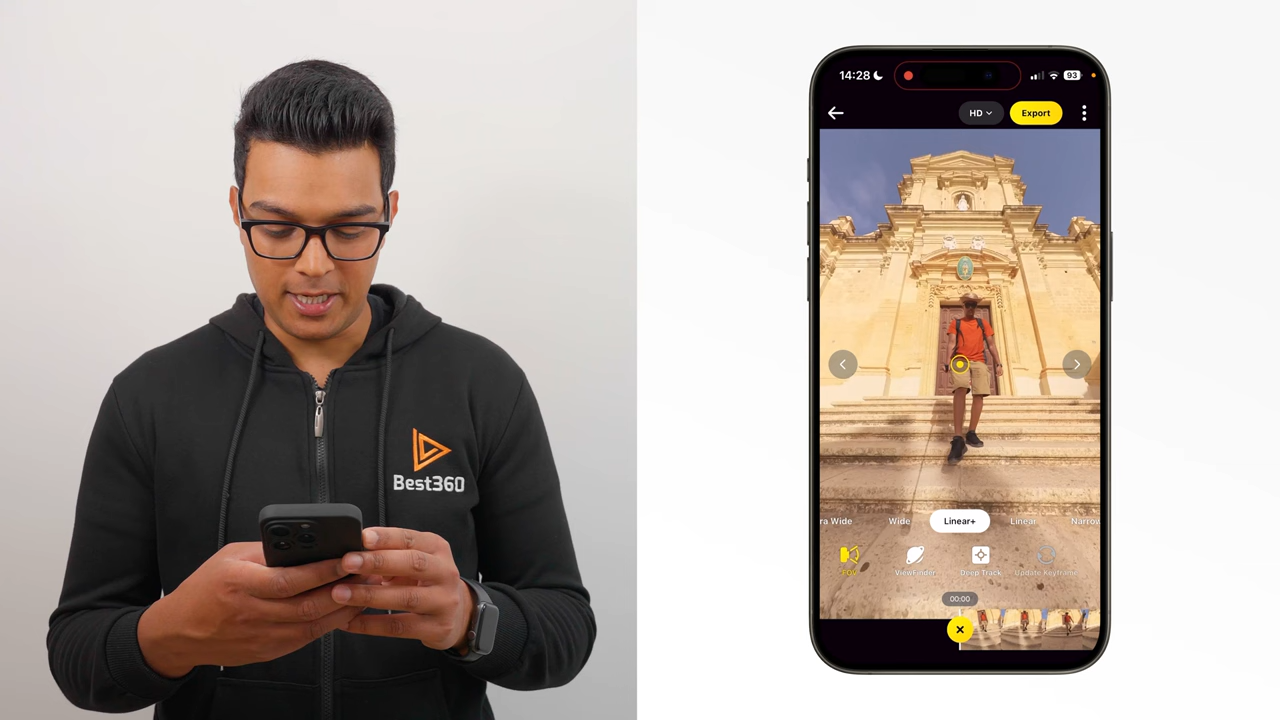 Best360
14:28
93
HD
Export
ra Wide
Wide
Linear+
Linear
Narrow
FOV
ViewFinder
Deep Track
Update Keyframe
00:00